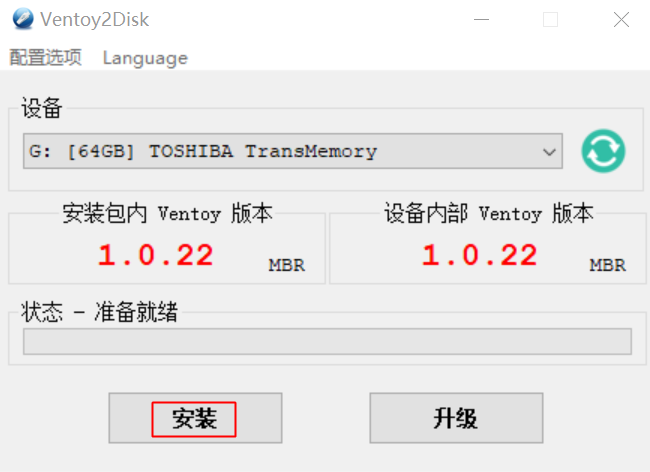 Ventoy2Disk
配置选项 Language
设备
G: [64GB] TOSHIBA TransMemory
安装包内 Ventoy 版本 设备内部 Ventoy 版本
1.0.22 MBR 1.0.22 MBR
状态 - 准备就绪
安装 升级